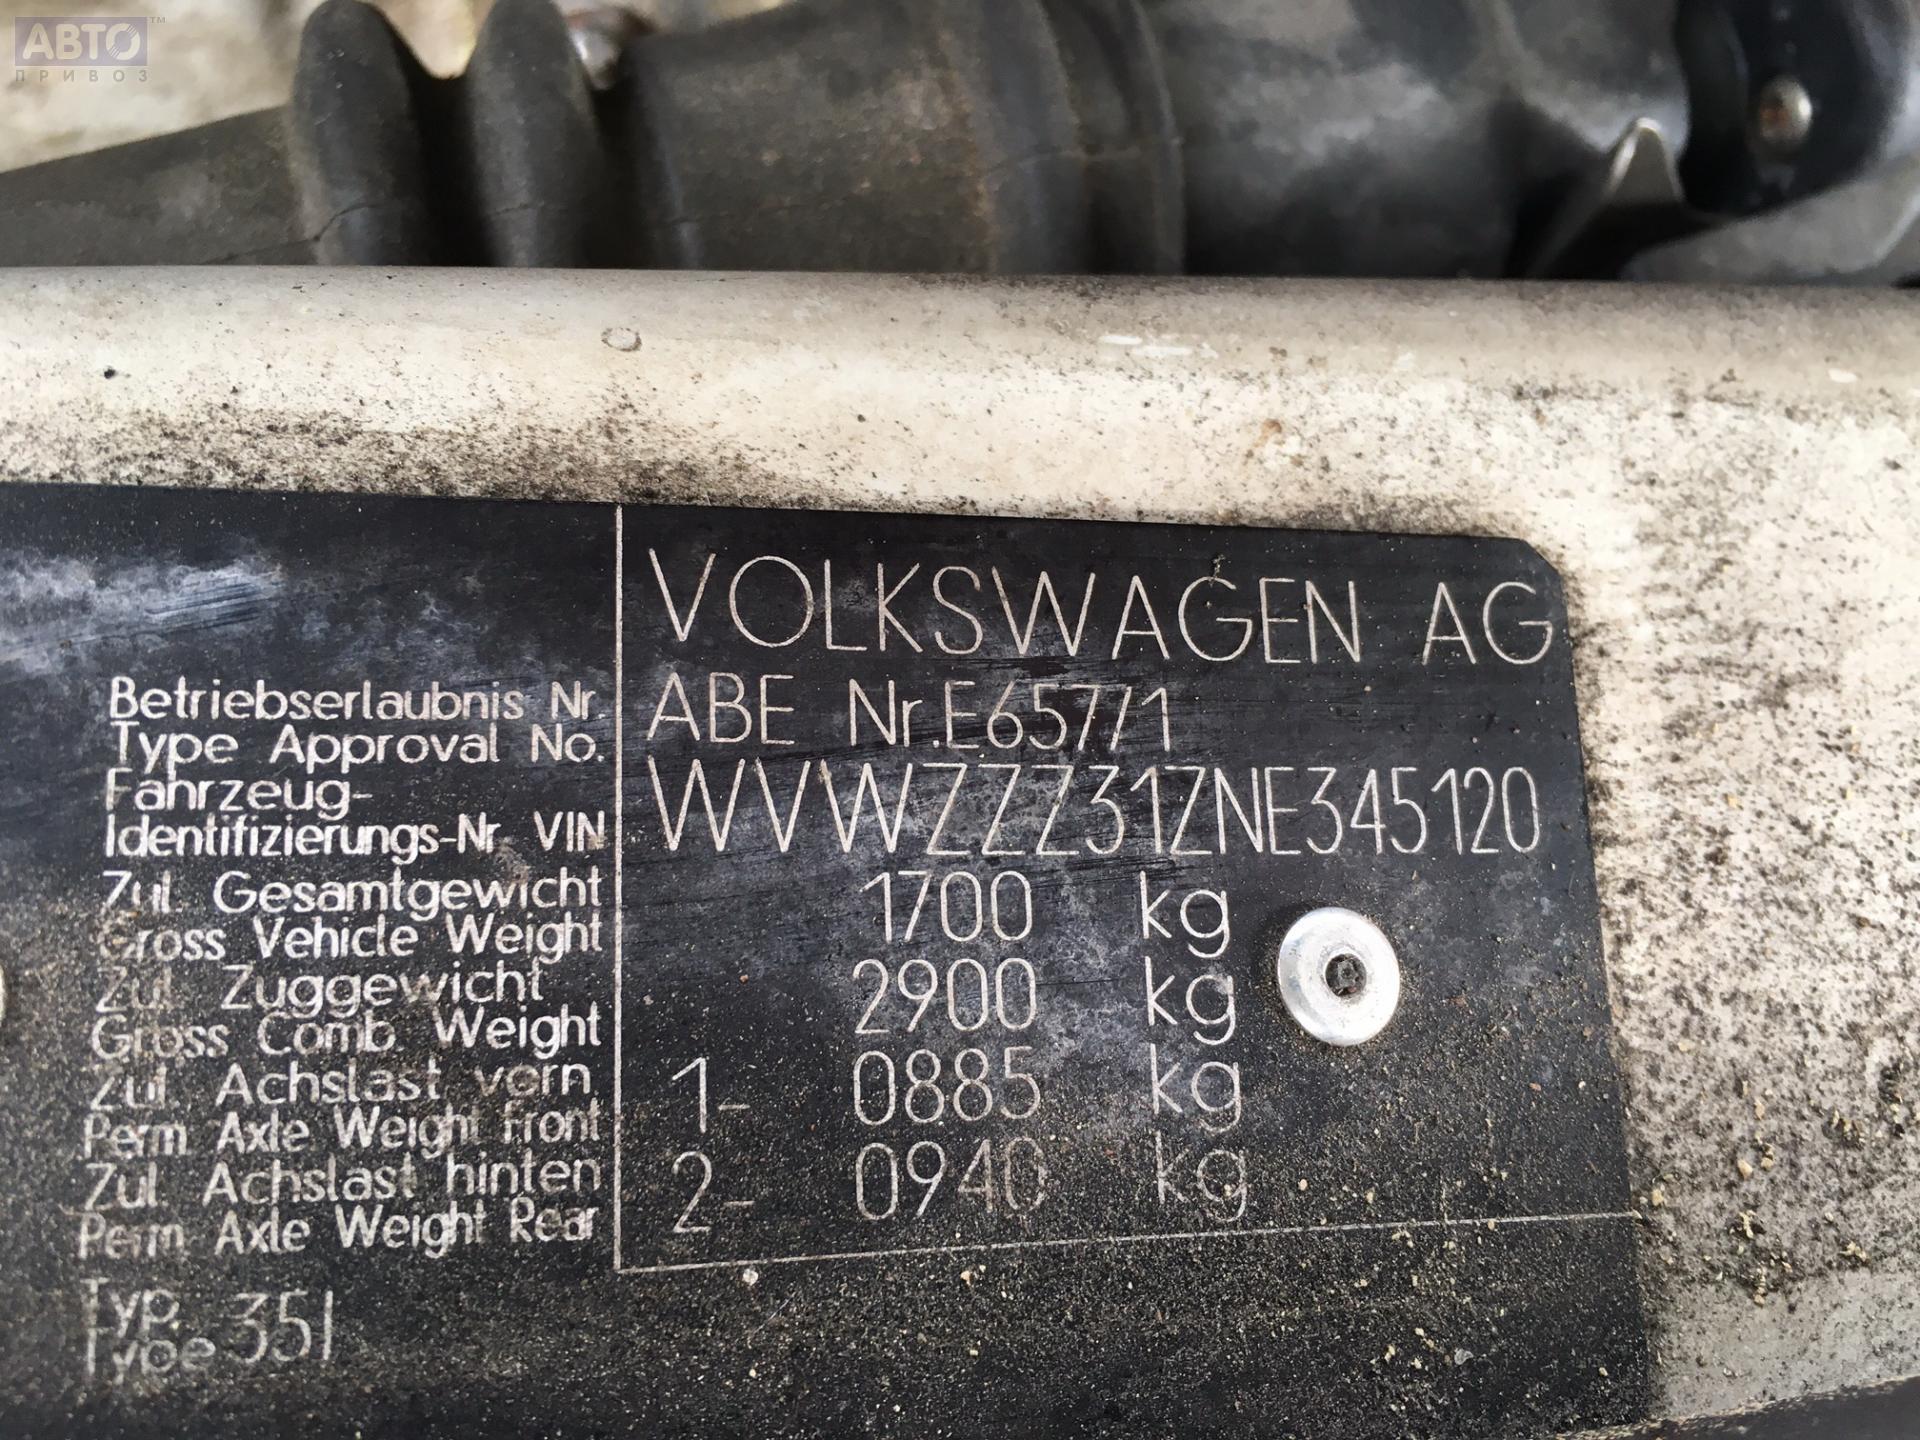 АВТО™
ПРИВОЗ
VOLKSWAGEN AG
Betriebserlaubnis Nr.
Type Approval No.
ABE Nr.E657/1
Fahrzeug-
Identifizierungs-Nr VIN
WVWZZZ31ZNE345120
Zul. Gesamtgewicht
Gross Vehicle Weight
1700 kg
Zul. Zuggewicht
Gross Comb. Weight
2900 kg
Zul. Achslast vorn
Perm Axle Weight Front
1- 0885 kg
Zul. Achslast hinten
Perm Axle Weight Rear
2- 0940 kg
Typ
Type 35I